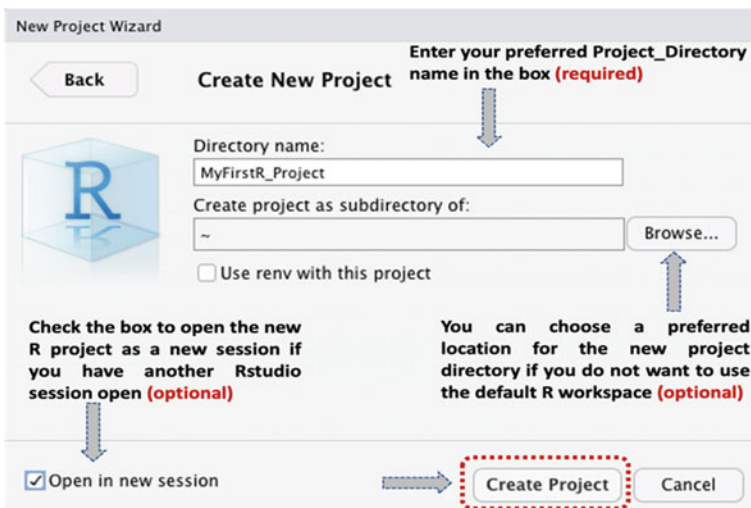 New Project Wizard
Back
Create New Project
Enter your preferred Project_Directory
name in the box (required)
R
Directory name:
MyFirstR_Project
Create project as subdirectory of:
~
Browse...
Use renv with this project
Check the box to open the new
R project as a new session if
you have another Rstudio
session open (optional)
You can choose a preferred
location for the new project
directory if you do not want to use
the default R workspace (optional)
Open in new session
Create Project
Cancel